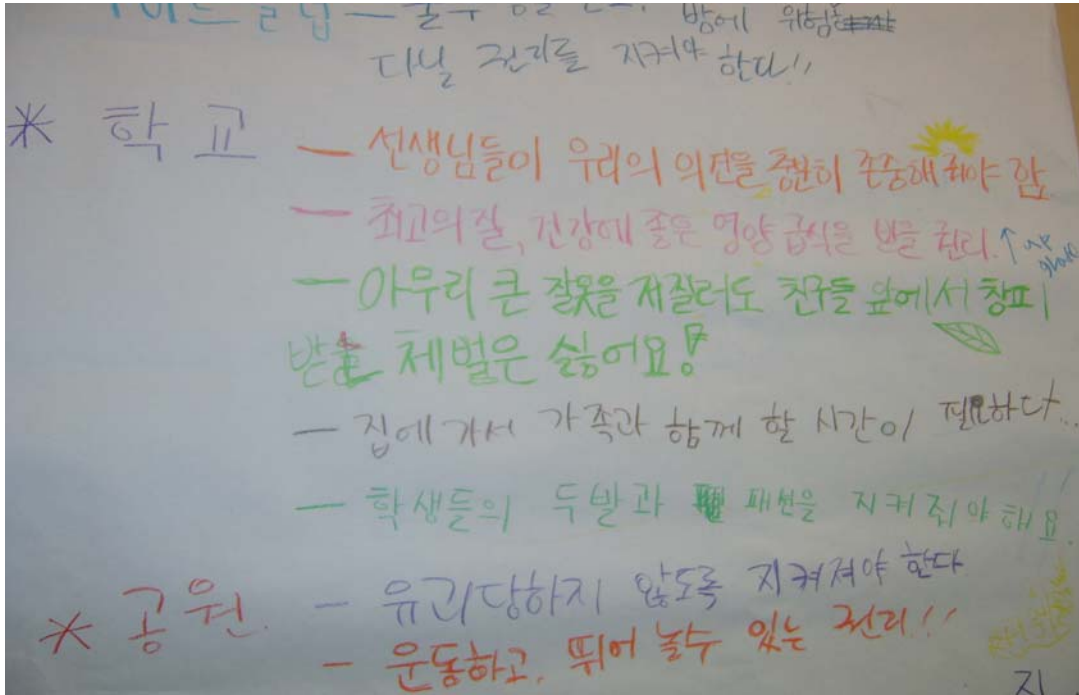 밤에 위험
다닐 권리를 지켜야 한다!!
* 학교 - 선생님들이 우리의 의견을 충분히 존중해줘야 함.
- 최고의 질, 건강에 좋은 영양 급식을 받을 권리.
- 아무리 큰 잘못을 저질러도 친구들 앞에서 창피
받는 체벌은 싫어요!
- 집에 가서 가족과 함께 할 시간이 필요하다...
- 학생들의 두발과 패션을 지켜줘야 해요.
* 공원. - 유괴당하지 않도록 지켜져야 한다
- 운동하고, 뛰어 놀수 있는 권리!!
지